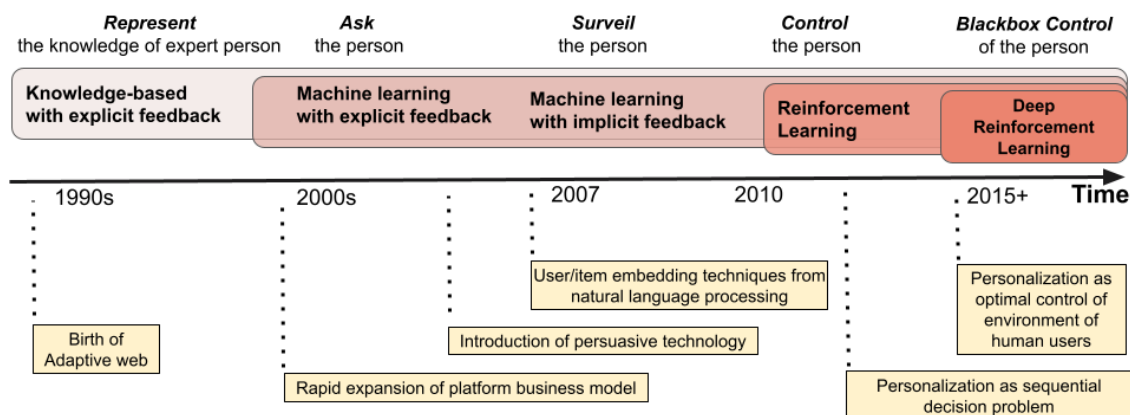 Represent
the knowledge of expert person
Ask
the person
Surveil
the person
Control
the person
Blackbox Control
of the person
Knowledge-based
with explicit feedback
Machine learning
with explicit feedback
Machine learning
with implicit feedback
Reinforcement
Learning
Deep
Reinforcement
Learning
1990s
2000s
2007
2010
2015+
Time
User/item embedding techniques from
natural language processing
Personalization as
optimal control of
environment of
human users
Birth of
Adaptive web
Introduction of persuasive technology
Rapid expansion of platform business model
Personalization as sequential
decision problem